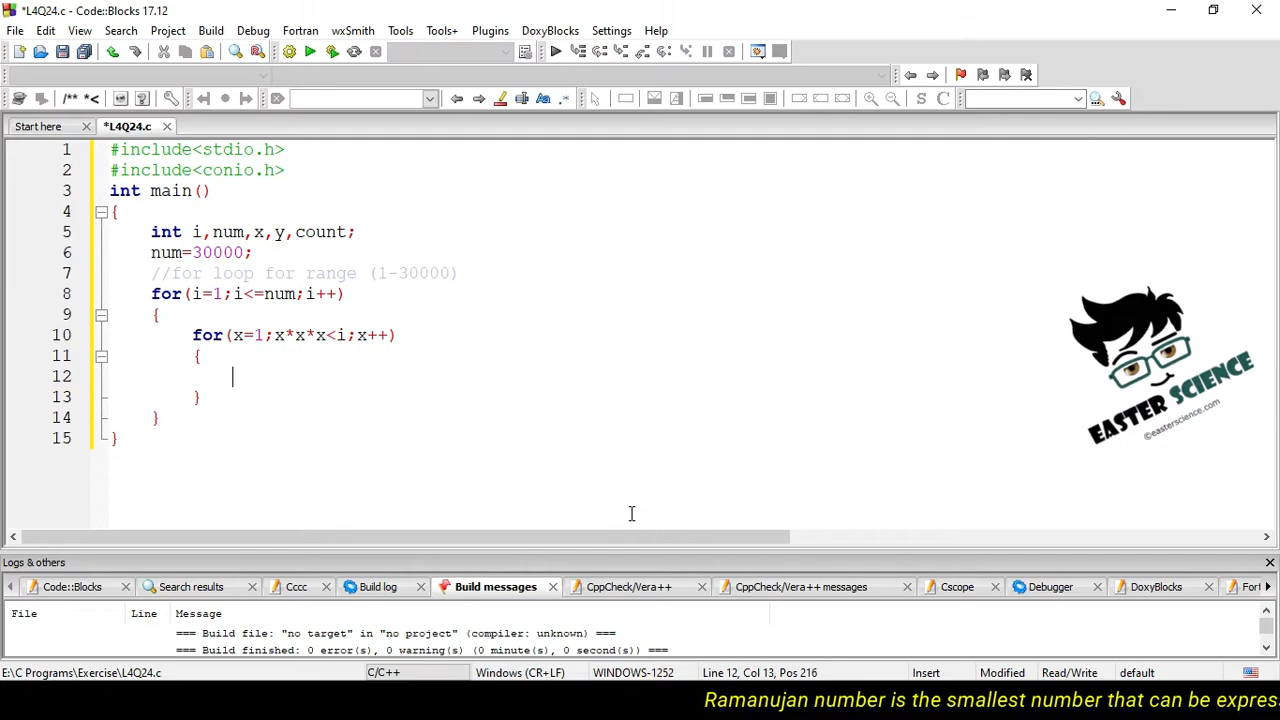 *L4Q24.c - Code::Blocks 17.12
File Edit View Search Project Build Debug Fortran wxSmith Tools Tools+ Plugins DoxyBlocks Settings Help
/** *<
S C
Start here
*L4Q24.c
1 #include<stdio.h>
2 #include<conio.h>
3 int main()
4 {
5 int i,num,x,y,count;
6 num=30000;
7 //for loop for range (1-30000)
8 for(i=1;i<=num;i++)
9 {
10 for(x=1;x*x*x<i;x++)
11 {
12
13 }
14 }
15 }
EASTER SCIENCE
©easterscience.com
Logs & others
Code::Blocks Search results Cccc Build log Build messages CppCheck/Vera++ CppCheck/Vera++ messages Cscope Debugger DoxyBlocks For
File Line Message
=== Build file: "no target" in "no project" (compiler: unknown) ===
=== Build finished: 0 error(s), 0 warning(s) (0 minute(s), 0 second(s)) ===
E:\C Programs\Exercise\L4Q24.c C/C++ Windows (CR+LF) WINDOWS-1252 Line 12, Col 13, Pos 216 Insert Modified Read/Write default
Ramanujan number is the smallest number that can be expres